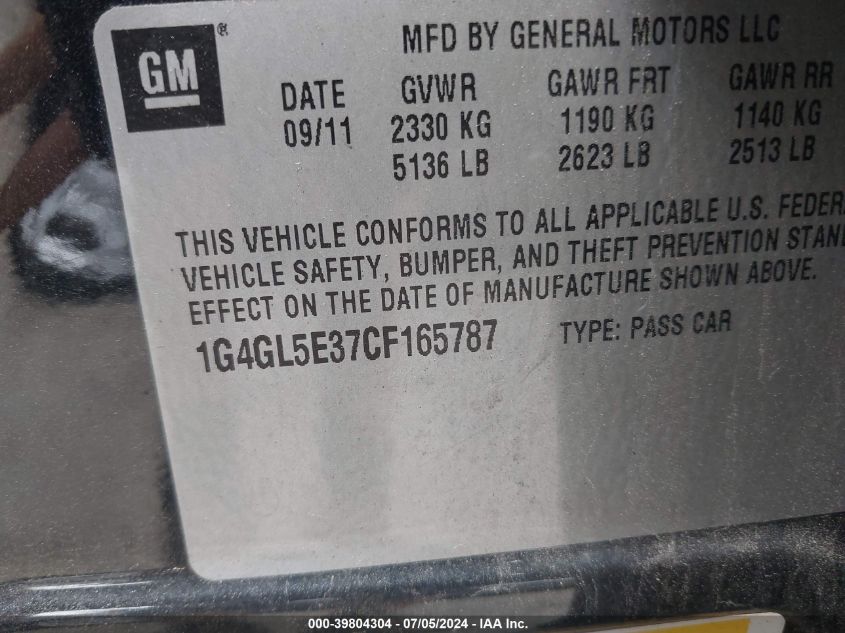 GM®
MFD BY GENERAL MOTORS LLC
DATE GVWR GAWR FRT GAWR RR
09/11 2330 KG 1190 KG 1140 KG
5136 LB 2623 LB 2513 LB
THIS VEHICLE CONFORMS TO ALL APPLICABLE U.S. FEDER
VEHICLE SAFETY, BUMPER, AND THEFT PREVENTION STAN
EFFECT ON THE DATE OF MANUFACTURE SHOWN ABOVE.
1G4GL5E37CF165787 TYPE: PASS CAR
000-39804304 | 07/05/2024 - IAA Inc.